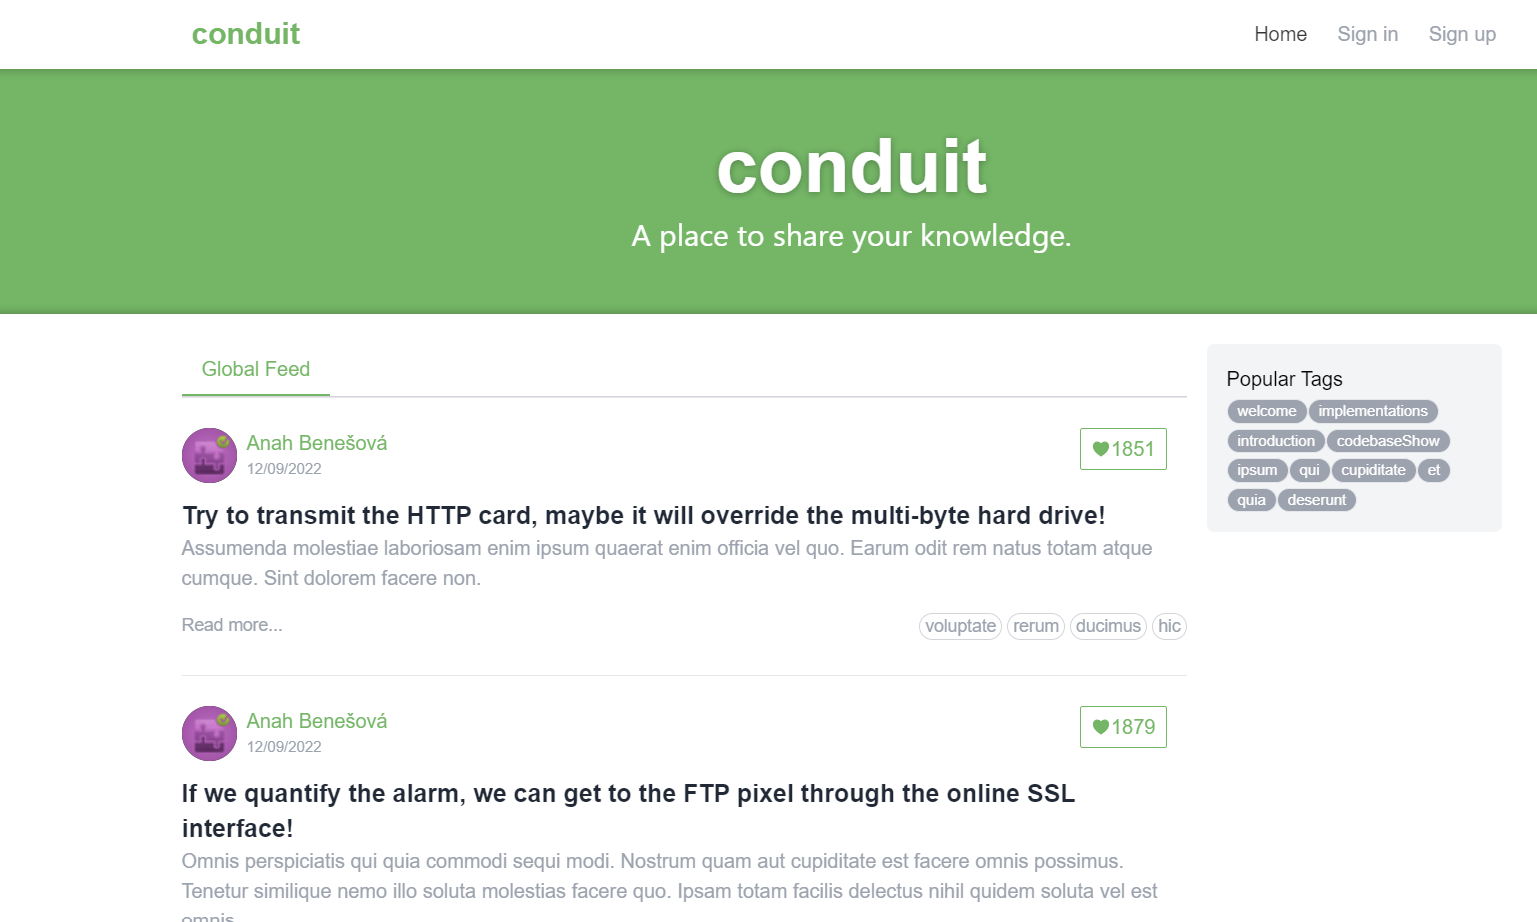 conduit
Home Sign in Sign up
conduit
A place to share your knowledge.
Global Feed
Anah Benešová
12/09/2022
1851
Try to transmit the HTTP card, maybe it will override the multi-byte hard drive!
Assumenda molestiae laboriosam enim ipsum quaerat enim officia vel quo. Earum odit rem natus totam atque
cumque. Sint dolorem facere non.
Read more...
voluptate rerum ducimus hic
Anah Benešová
12/09/2022
1879
If we quantify the alarm, we can get to the FTP pixel through the online SSL
interface!
Omnis perspiciatis qui quia commodi sequi modi. Nostrum quam aut cupiditate est facere omnis possimus.
Tenetur similique nemo illo soluta molestias facere quo. Ipsam totam facilis delectus nihil quidem soluta vel est
omnis.
Popular Tags
welcome implementations
introduction codebaseShow
ipsum qui cupiditate et
quia deserunt